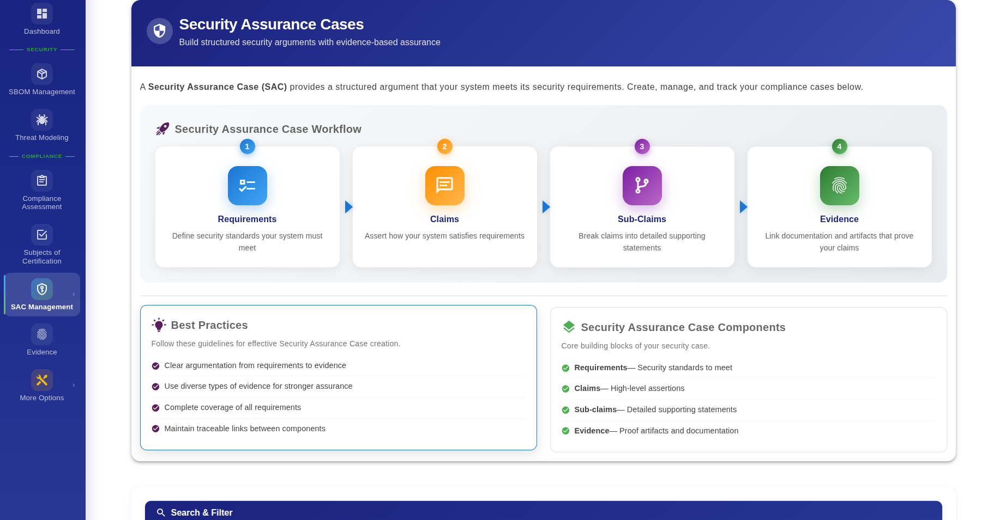 Dashboard
SECURITY
SBOM Management
Threat Modeling
COMPLIANCE
Compliance
Assessment
Subjects of
Certification
SAC Management
Evidence
More Options
Security Assurance Cases
Build structured security arguments with evidence-based assurance
A Security Assurance Case (SAC) provides a structured argument that your system meets its security requirements. Create, manage, and track your compliance cases below.
Security Assurance Case Workflow
1
Requirements
Define security standards your system must
meet
2
Claims
Assert how your system satisfies requirements
3
Sub-Claims
Break claims into detailed supporting
statements
4
Evidence
Link documentation and artifacts that prove
your claims
Best Practices
Follow these guidelines for effective Security Assurance Case creation.
Clear argumentation from requirements to evidence
Use diverse types of evidence for stronger assurance
Complete coverage of all requirements
Maintain traceable links between components
Security Assurance Case Components
Core building blocks of your security case.
Requirements— Security standards to meet
Claims— High-level assertions
Sub-claims— Detailed supporting statements
Evidence— Proof artifacts and documentation
Search & Filter